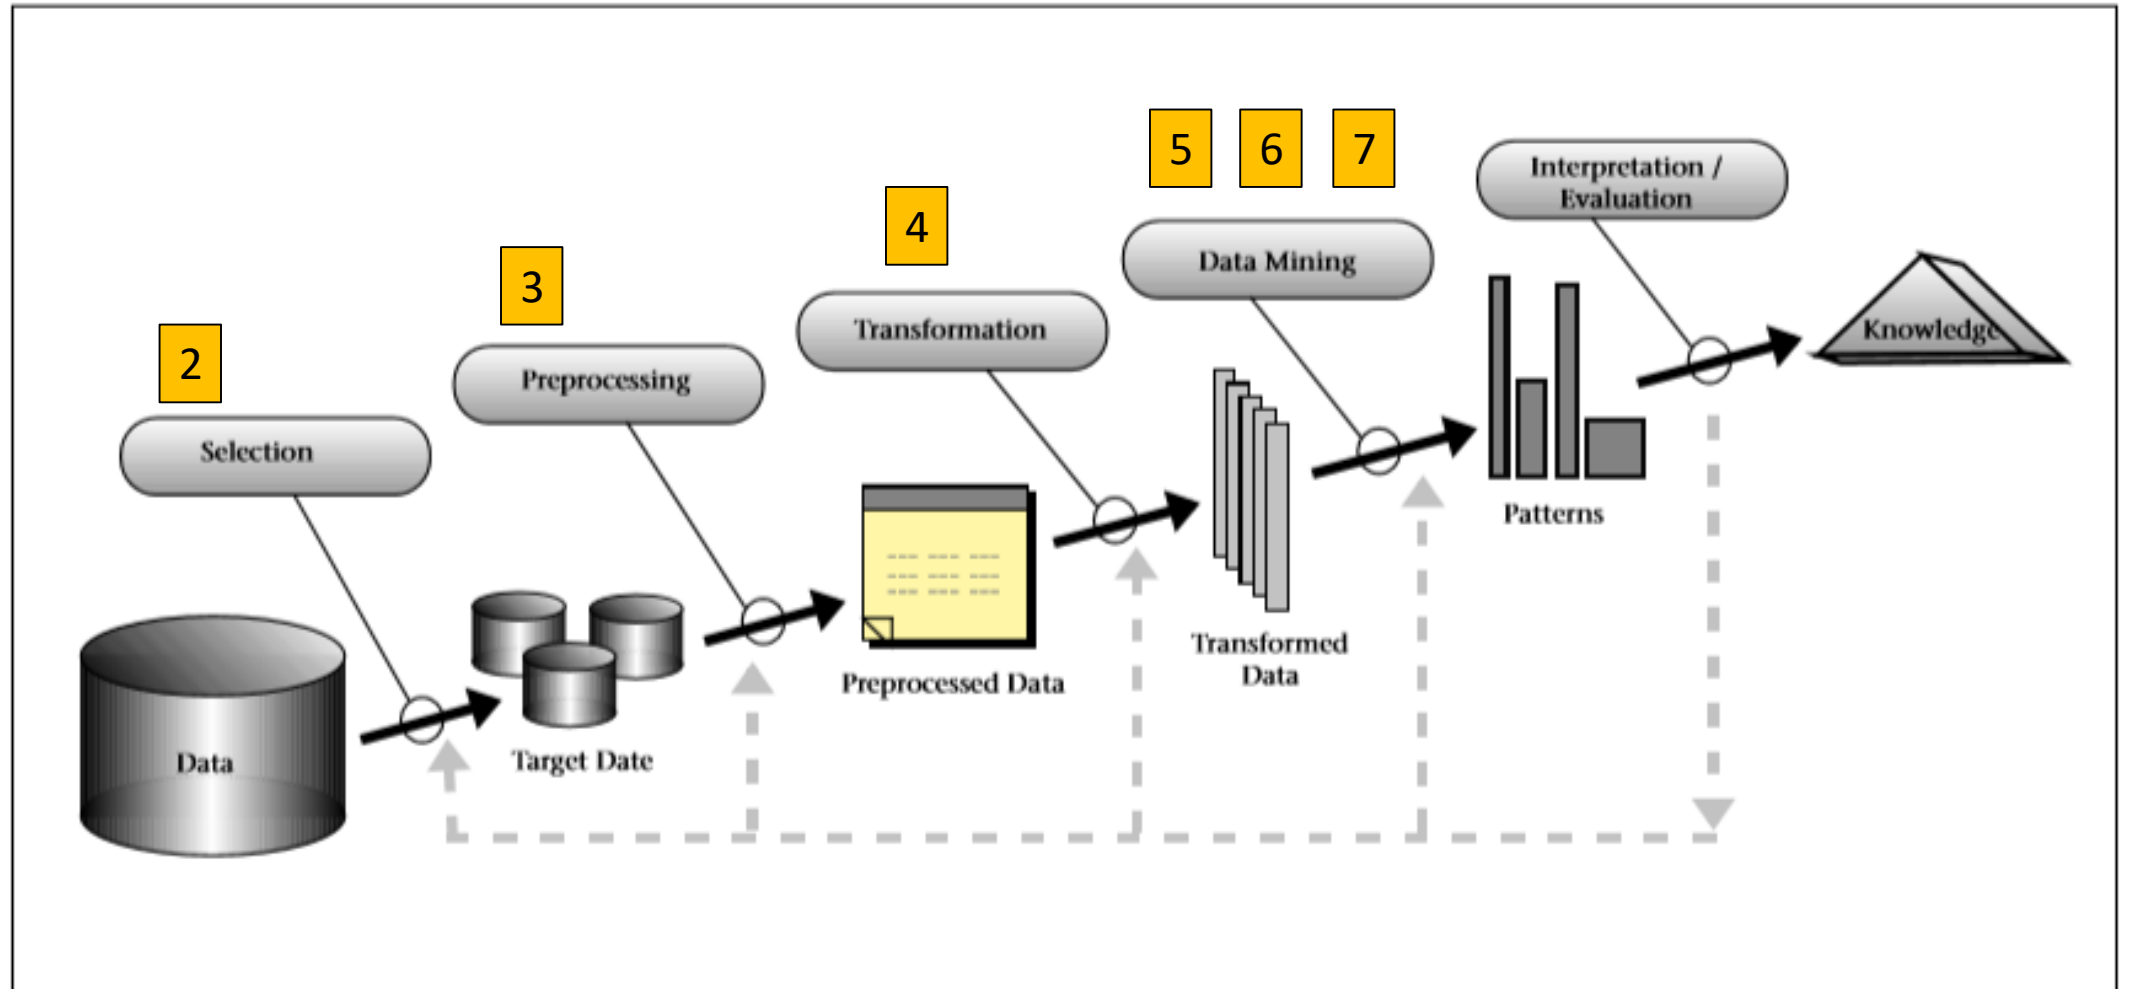 5 6 7
Interpretation /
Evaluation
4
Data Mining
3
Transformation
Knowledge
2
Preprocessing
Selection
Patterns
Transformed
Data
Preprocessed Data
Target Date
Data